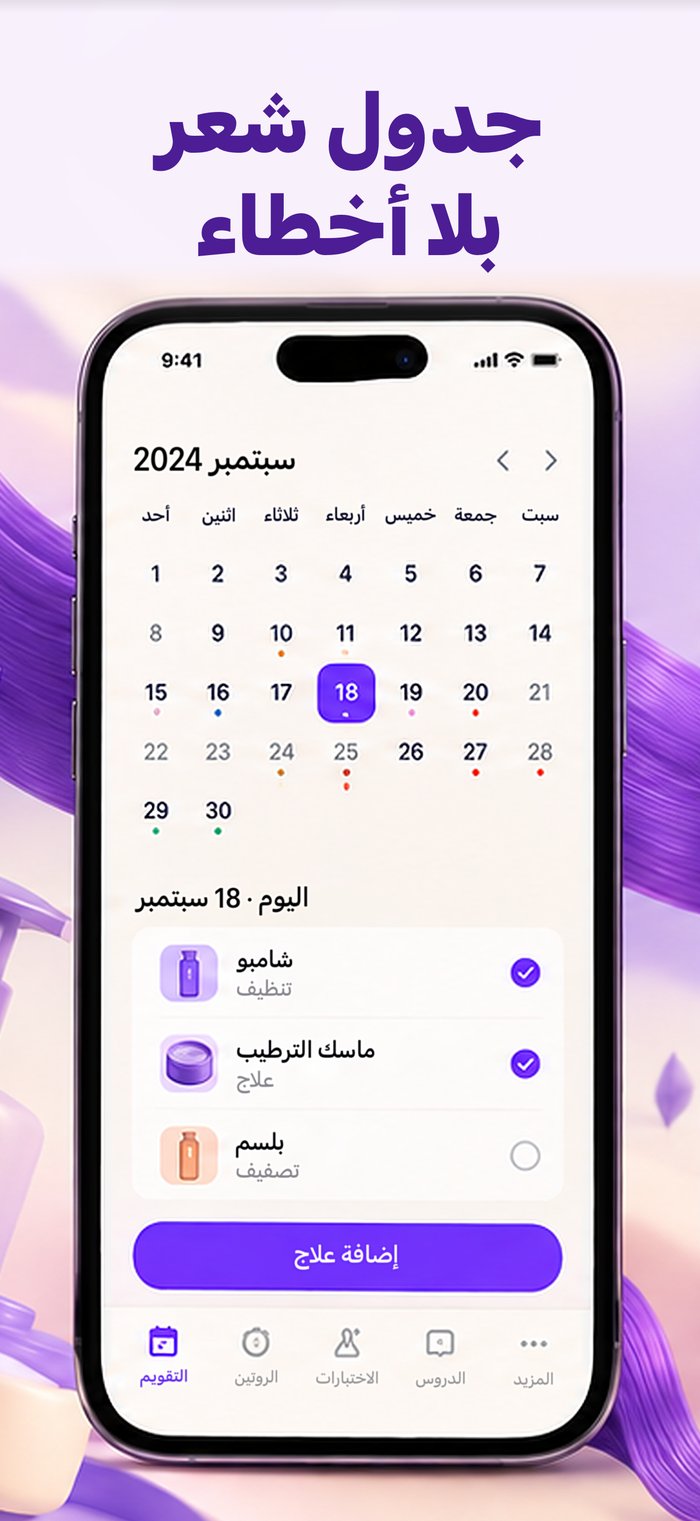 جدول شعر
بلا أخطاء
9:41
سبتمبر 2024
أحد اثنين ثلاثاء أربعاء خميس جمعة سبت
1 2 3 4 5 6 7
8 9 10 11 12 13 14
15 16 17 18 19 20 21
22 23 24 25 26 27 28
29 30
اليوم · 18 سبتمبر
شامبو
تنظيف
ماسك الترطيب
علاج
بلسم
تصفيف
إضافة علاج
التقويم الروتين الاختبارات الدروس المزيد